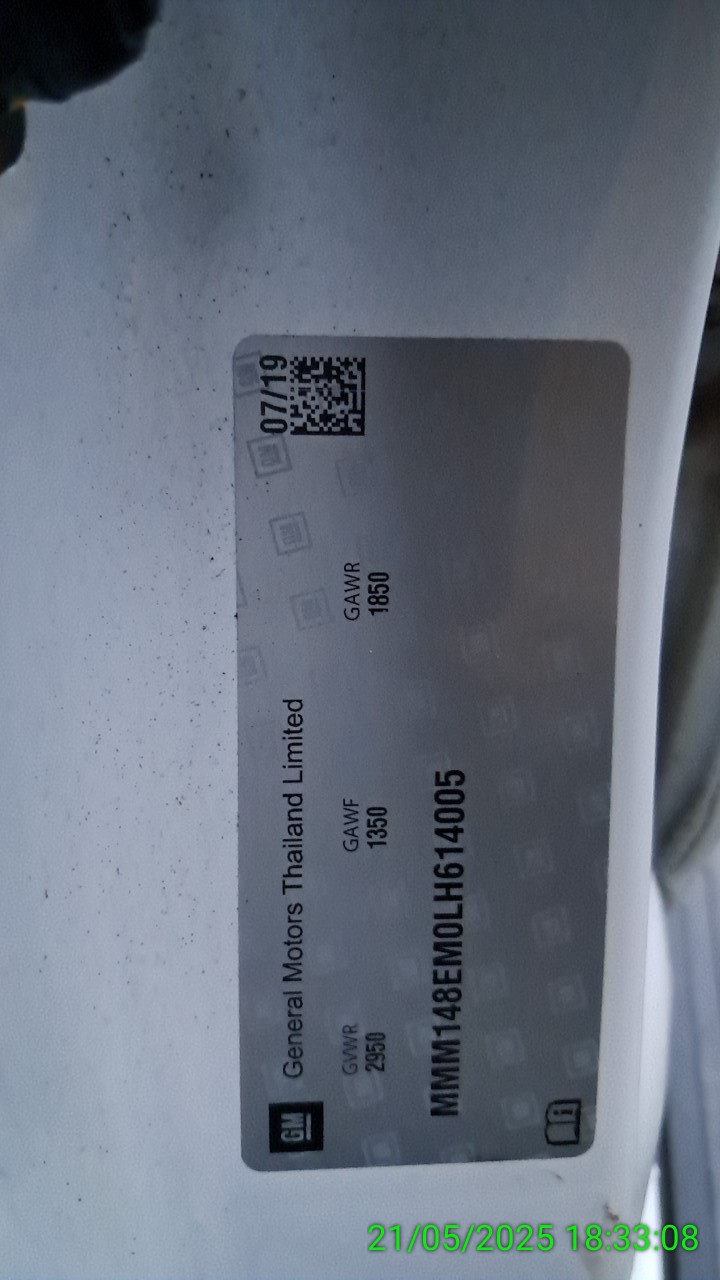 GM
General Motors Thailand Limited
07/19
GVWR
GAWF
GAWR
2950
1350
1850
MMM148EM0LH614005
21/05/2025 18:33:08